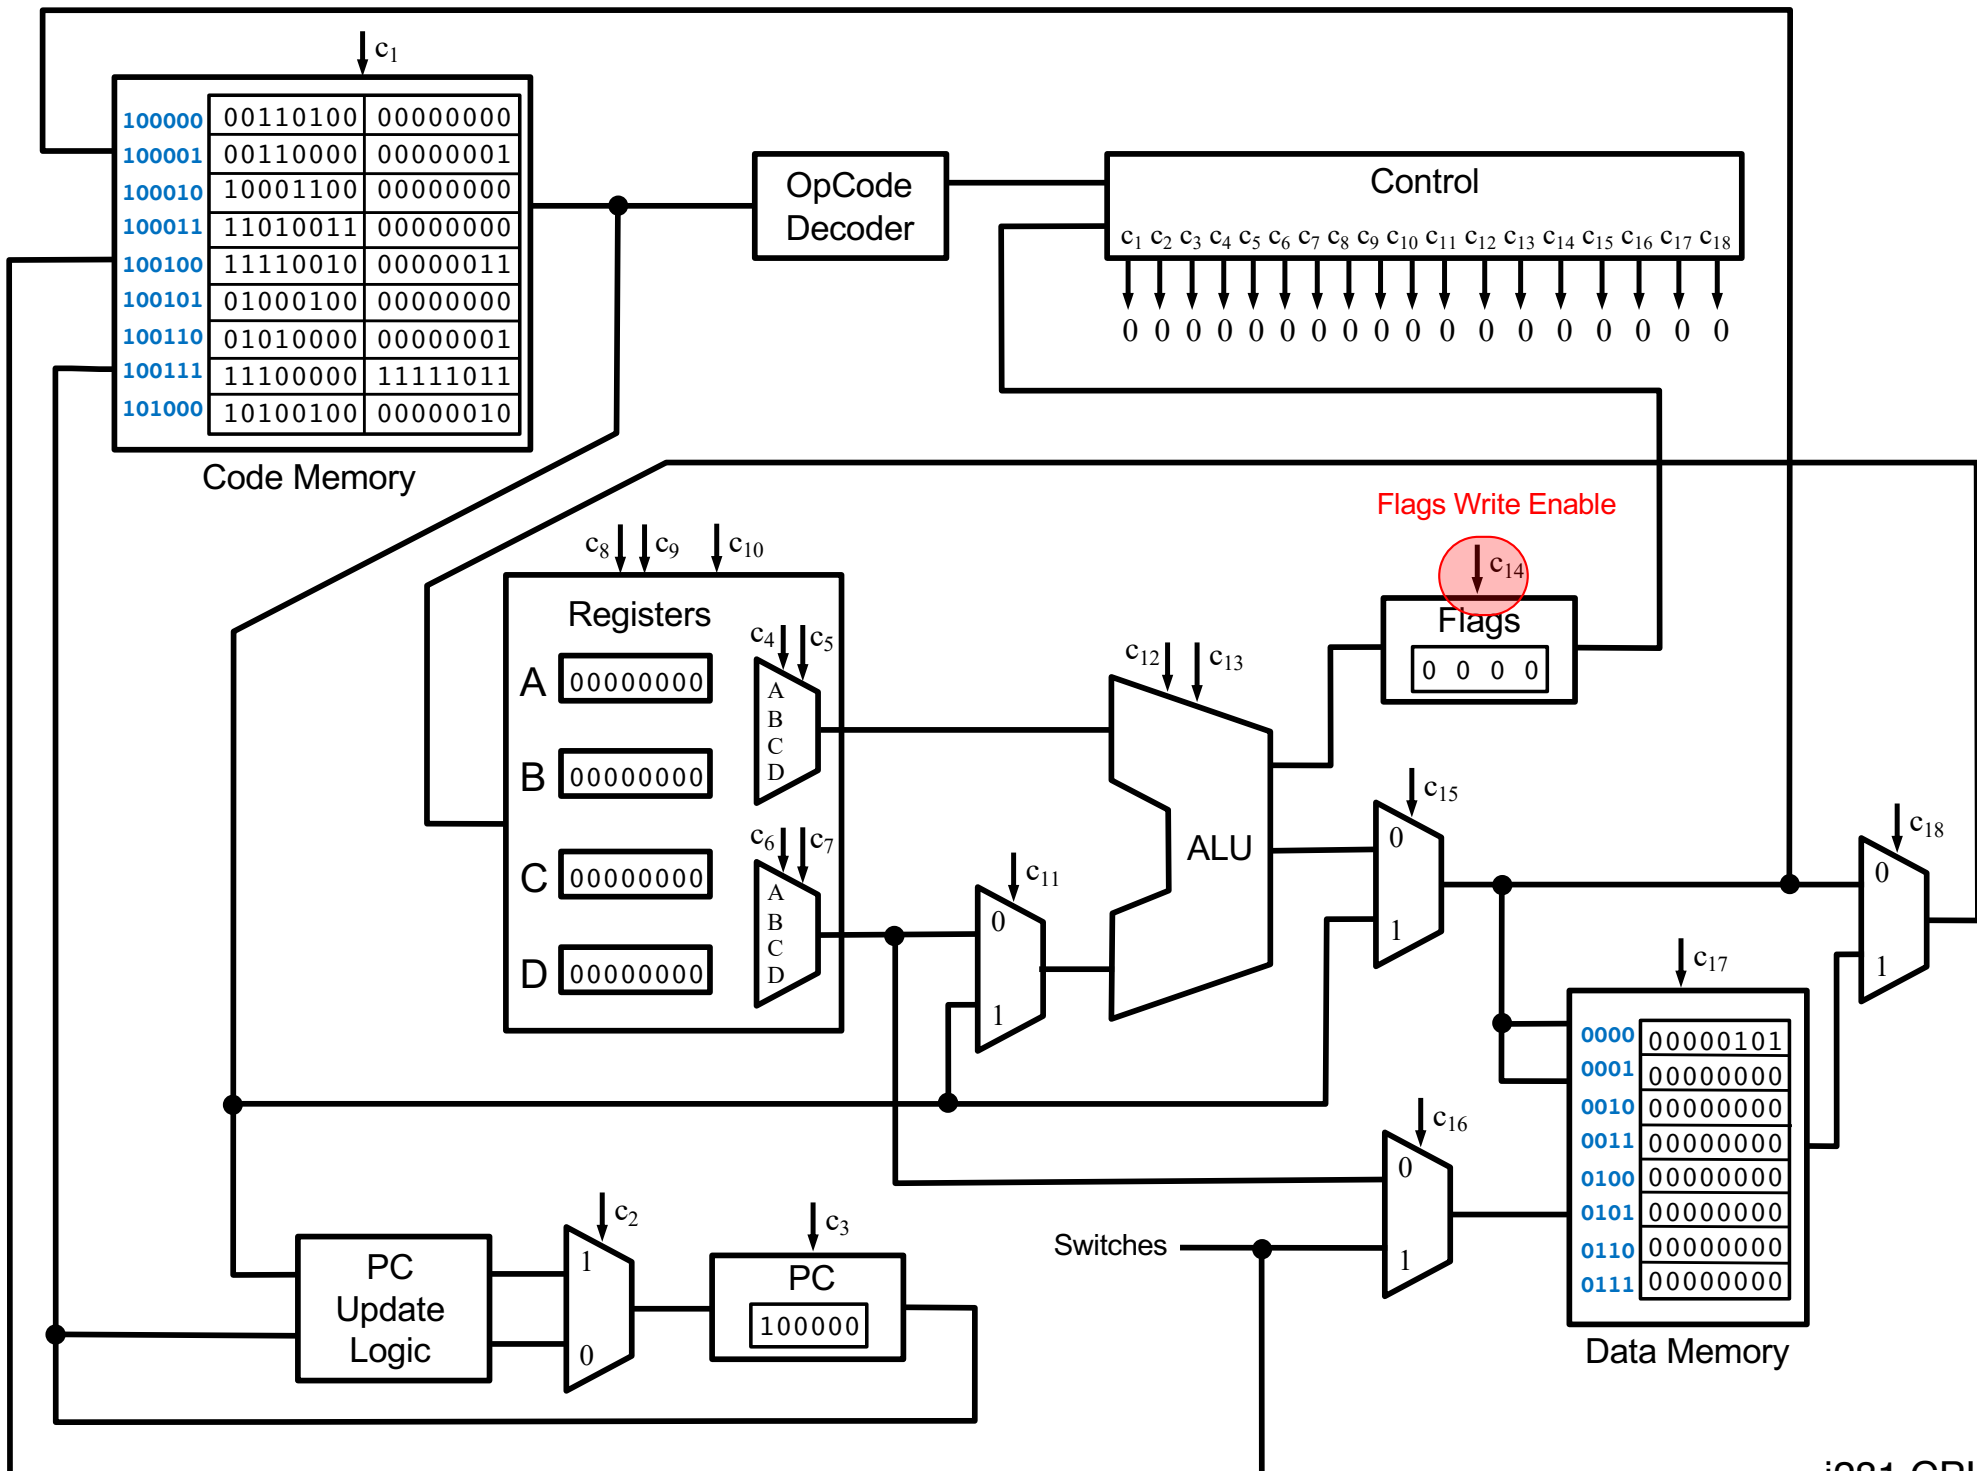 c1
100000 00110100 00000000
100001 00110000 00000001
100010 10001100 00000000
100011 11010011 00000000
100100 11110010 00000011
100101 01000100 00000000
100110 01010000 00000001
100111 11100000 11111011
101000 10100100 00000010
Code Memory
OpCode
Decoder
Control
c1 c2 c3 c4 c5 c6 c7 c8 c9 c10 c11 c12 c13 c14 c15 c16 c17 c18
0 0 0 0 0 0 0 0 0 0 0 0 0 0 0 0 0 0
Flags Write Enable
c14
Flags
0 0 0 0
c8 c9 c10
Registers
A 00000000
B 00000000
C 00000000
D 00000000
c4 c5
A
B
C
D
c6 c7
A
B
C
D
c11
0
1
c12 c13
ALU
c15
0
1
c18
0
1
c17
0000 00000101
0001 00000000
0010 00000000
0011 00000000
0100 00000000
0101 00000000
0110 00000000
0111 00000000
Data Memory
c16
0
1
Switches
PC
Update
Logic
c2
1
0
c3
PC
100000